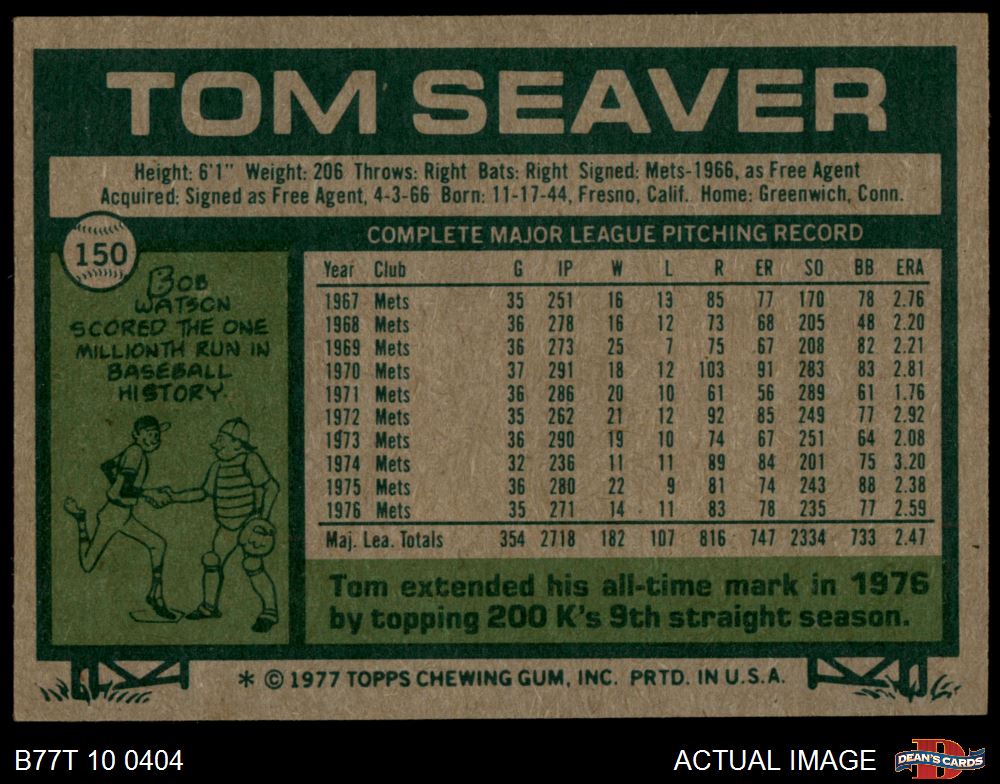 TOM SEAVER
Height: 6'1" Weight: 206 Throws: Right Bats: Right Signed: Mets-1966, as Free Agent
Acquired: Signed as Free Agent, 4-3-66 Born: 11-17-44, Fresno, Calif. Home: Greenwich, Conn.
150
BOB
WATSON
SCORED THE ONE
MILLIONTH RUN IN
BASEBALL
HISTORY.
COMPLETE MAJOR LEAGUE PITCHING RECORD
Year Club G IP W L R ER SO BB ERA
1967 Mets 35 251 16 13 85 77 170 78 2.76
1968 Mets 36 278 16 12 73 68 205 48 2.20
1969 Mets 36 273 25 7 75 67 208 82 2.21
1970 Mets 37 291 18 12 103 91 283 83 2.81
1971 Mets 36 286 20 10 61 56 289 61 1.76
1972 Mets 35 262 21 12 92 85 249 77 2.92
1973 Mets 36 290 19 10 74 67 251 64 2.08
1974 Mets 32 236 11 11 89 84 201 75 3.20
1975 Mets 36 280 22 9 81 74 243 88 2.38
1976 Mets 35 271 14 11 83 78 235 77 2.59
Maj. Lea. Totals 354 2718 182 107 816 747 2334 733 2.47
Tom extended his all-time mark in 1976
by topping 200 K's 9th straight season.
* © 1977 TOPPS CHEWING GUM, INC. PRTD. IN U.S.A.
B77T 10 0404
ACTUAL IMAGE
D
DEAN'S CARDS